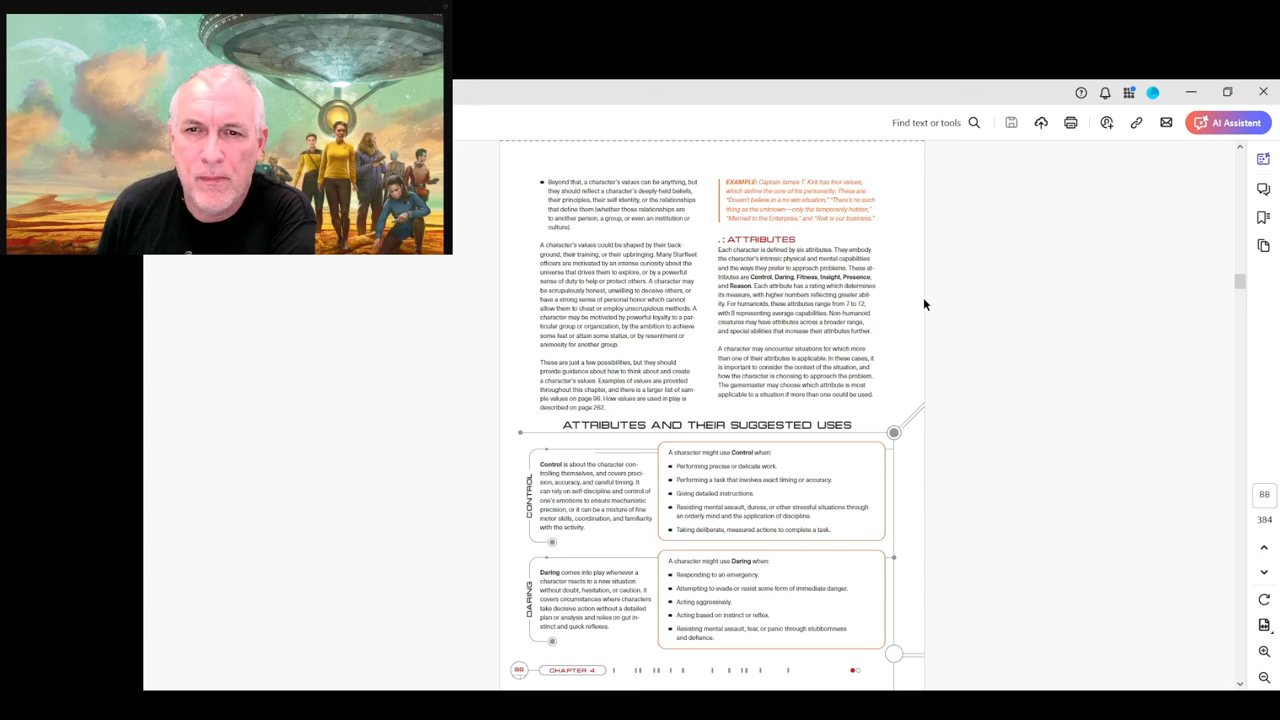 Find text or tools
AI Assistant
Beyond that, a character's values can be anything, but
they should reflect a character's deeply-held beliefs,
their principles, their self-identity, or the relationships
that define them (whether those relationships are
to another person, a group, or even an institution or
culture).
A character's values could be shaped by their back-
ground, their training, or their upbringing. Many Starfleet
officers are motivated by an intense curiosity about the
universe that drives them to explore, or by a powerful
sense of duty to help or protect others. A character may
be scrupulously honest, unwilling to deceive others, or
have a strong sense of personal honor which cannot
allow them to cheat or employ unscrupulous methods. A
character may be motivated by powerful loyalty to a par-
ticular group or organization, by the ambition to achieve
some feat or attain some status, or by resentment or
animosity for another group.
These are just a few possibilities, but they should
provide guidance about how to think about and create
a character's values. Examples of values are provided
throughout this chapter, and there is a larger list of sam-
ple values on page 96. How values are used in play is
described on page 262.
EXAMPLE: Captain James T. Kirk has four values,
which define the core of his personality. These are:
"Doesn't believe in a no-win situation," "There's no such
thing as the unknown—only the temporarily hidden,"
"Married to the Enterprise," and "Risk is our business."
.: ATTRIBUTES
Each character is defined by six attributes. They embody
the character's intrinsic physical and mental capabilities
and the ways they prefer to approach problems. These at-
tributes are Control, Daring, Fitness, Insight, Presence,
and Reason. Each attribute has a rating which determines
its measure, with higher numbers reflecting greater abil-
ity. For humanoids, these attributes range from 7 to 12,
with 8 representing average capabilities. Non-humanoid
creatures may have attributes across a broader range,
and special abilities that increase their attributes further.
A character may encounter situations for which more
than one of their attributes is applicable. In these cases, it
is important to consider the context of the situation, and
how the character is choosing to approach the problem.
The gamemaster may choose which attribute is most
applicable to a situation if more than one could be used.
ATTRIBUTES AND THEIR SUGGESTED USES
CONTROL
Control is about the character con-
trolling themselves, and covers preci-
sion, accuracy, and careful timing. It
can rely on self-discipline and control of
one's emotions to ensure mechanistic
precision, or it can be a mixture of fine
motor skills, coordination, and familiarity
with the activity.
A character might use Control when:
Performing precise or delicate work.
Performing a task that involves exact timing or accuracy.
Giving detailed instructions.
Resisting mental assault, duress, or other stressful situations through
an orderly mind and the application of discipline.
Taking deliberate, measured actions to complete a task.
DARING
Daring comes into play whenever a
character reacts to a new situation
without doubt, hesitation, or caution. It
covers circumstances where characters
take decisive action without a detailed
plan or analysis and relies on gut in-
stinct and quick reflexes.
A character might use Daring when:
Responding to an emergency.
Attempting to evade or resist some form of immediate danger.
Acting aggressively.
Acting based on instinct or reflex.
Resisting mental assault, fear, or panic through stubbornness
and defiance.
88
CHAPTER 4
88
384